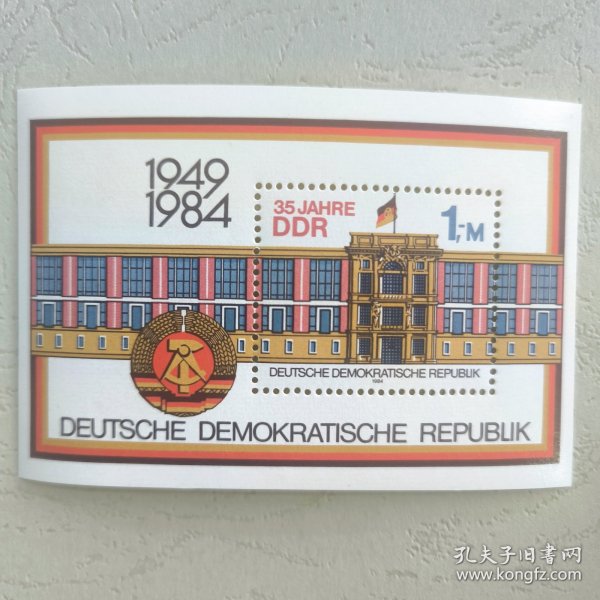 1949
1984
35 JAHRE
DDR
1,-M
DEUTSCHE DEMOKRATISCHE REPUBLIK
1984
DEUTSCHE DEMOKRATISCHE REPUBLIK
孔夫子旧书网
www.kongfz.com